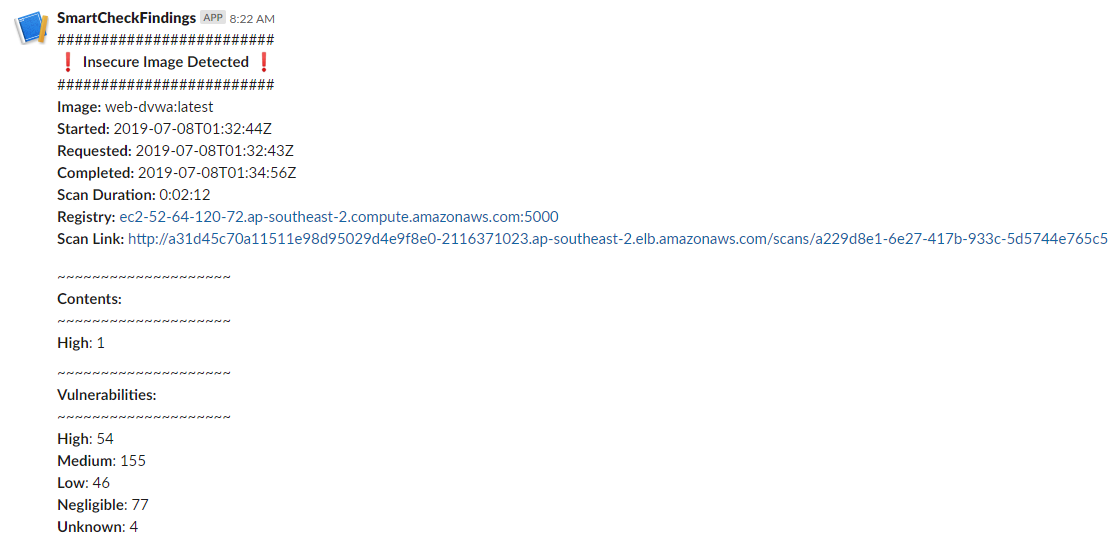 SmartCheckFindings APP 8:22 AM
#########################
❗ Insecure Image Detected ❗
#########################
Image: web-dvwa:latest
Started: 2019-07-08T01:32:44Z
Requested: 2019-07-08T01:32:43Z
Completed: 2019-07-08T01:34:56Z
Scan Duration: 0:02:12
Registry: ec2-52-64-120-72.ap-southeast-2.compute.amazonaws.com:5000
Scan Link: http://a31d45c70a11511e98d95029d4e9f8e0-2116371023.ap-southeast-2.elb.amazonaws.com/scans/a229d8e1-6e27-417b-933c-5d5744e765c5
~~~~~~~~~~~~~~~~~~~~
Contents:
~~~~~~~~~~~~~~~~~~~~
High: 1
~~~~~~~~~~~~~~~~~~~~
Vulnerabilities:
~~~~~~~~~~~~~~~~~~~~
High: 54
Medium: 155
Low: 46
Negligible: 77
Unknown: 4